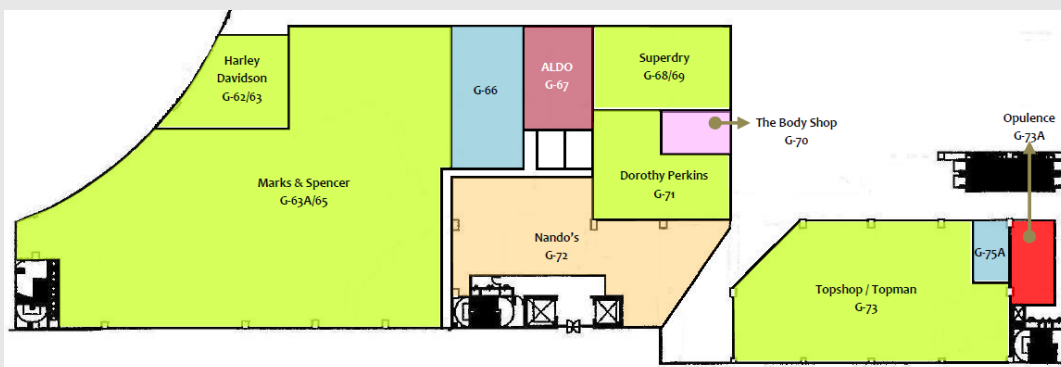 Harley
Davidson
G-62/63
Marks & Spencer
G-63A/65
G-66
ALDO
G-67
Superdry
G-68/69
The Body Shop
G-70
Dorothy Perkins
G-71
Nando's
G-72
Opulence
G-73A
G-75A
Topshop / Topman
G-73